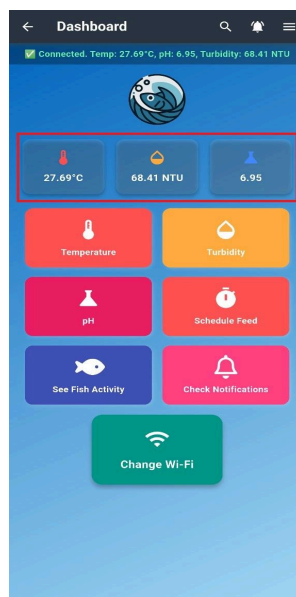 Dashboard
✅ Connected. Temp: 27.69°C, pH: 6.95, Turbidity: 68.41 NTU
27.69°C
68.41 NTU
6.95
Temperature
Turbidity
pH
Schedule Feed
See Fish Activity
Check Notifications
Change Wi-Fi